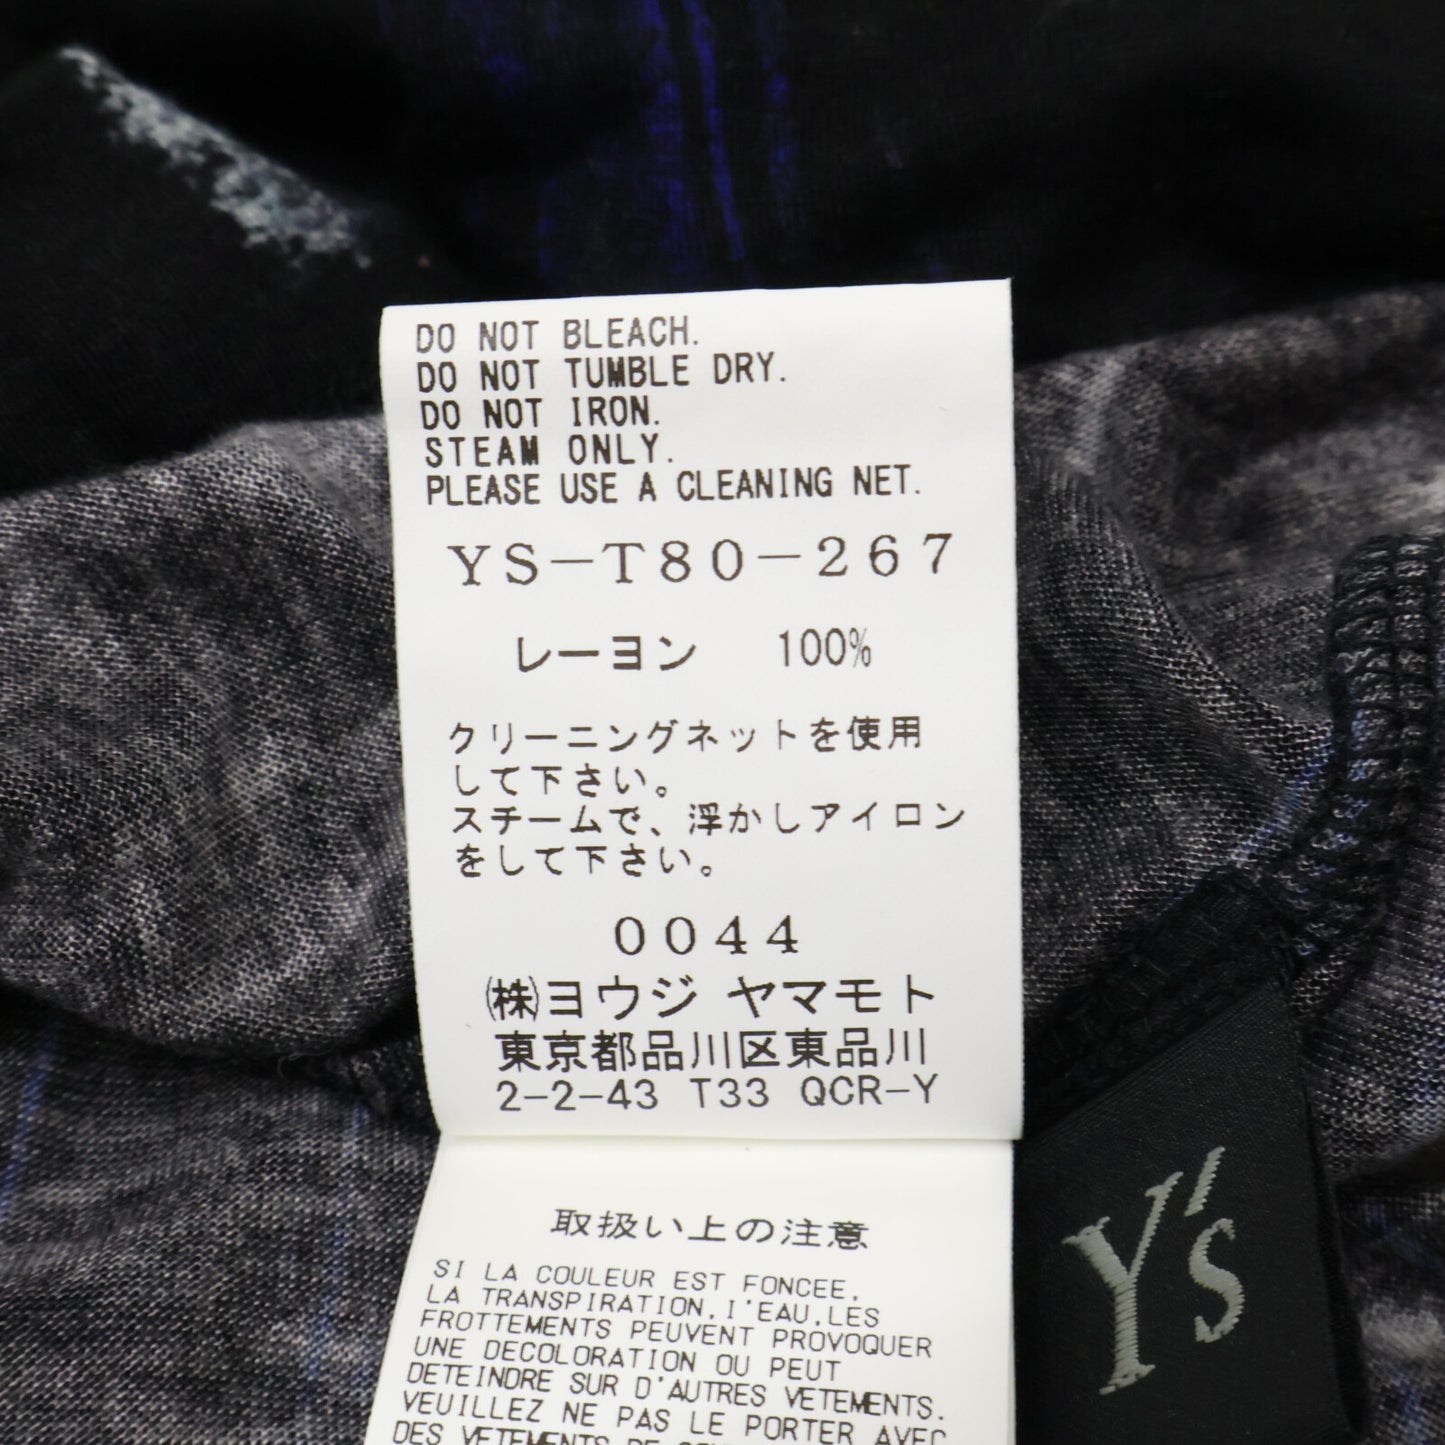 DO NOT BLEACH.
DO NOT TUMBLE DRY.
DO NOT IRON.
STEAM ONLY.
PLEASE USE A CLEANING NET.
YS-T80-267
レーヨン 100%
クリーニングネットを使用
して下さい。
スチームで、浮かしアイロン
をして下さい。
0044
㈱ヨウジ ヤマモト
東京都品川区東品川
2-2-43 T33 QCR-Y
取扱い上の注意
SI LA COULEUR EST FONCEE,
LA TRANSPIRATION,I'EAU,LES
FROTTEMENTS PEUVENT PROVOQUER
UNE DECOLORATION OU PEUT
DETEINDRE SUR D'AUTRES VETEMENTS.
VEUILLEZ NE PAS LE PORTER AVEC
DES VETEMENTS DE
Y's